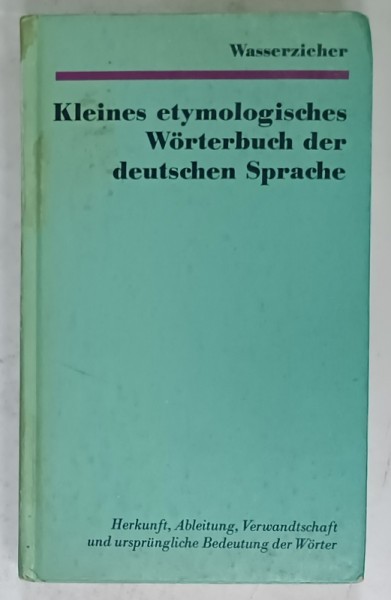 Wasserzieher
Kleines etymologisches
Wörterbuch der
deutschen Sprache
Herkunft, Ableitung, Verwandtschaft
und ursprüngliche Bedeutung der Wörter